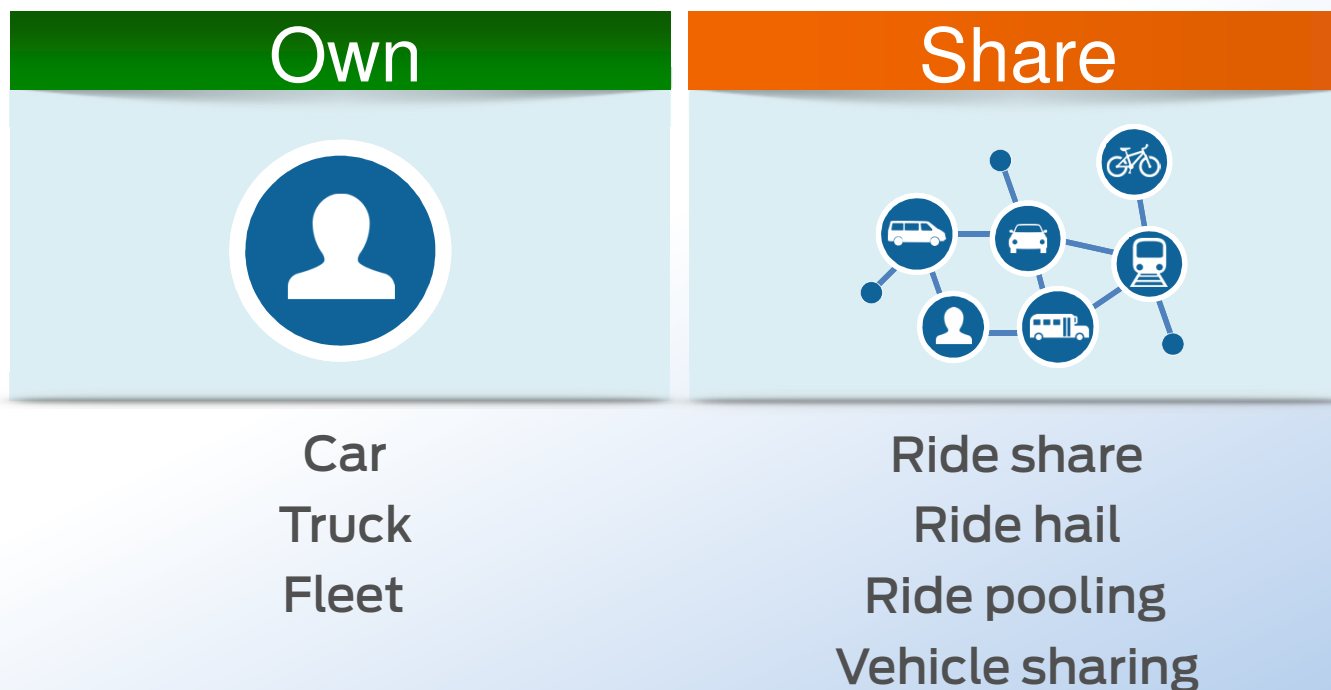 Own
Car
Truck
Fleet
Share
Ride share
Ride hail
Ride pooling
Vehicle sharing